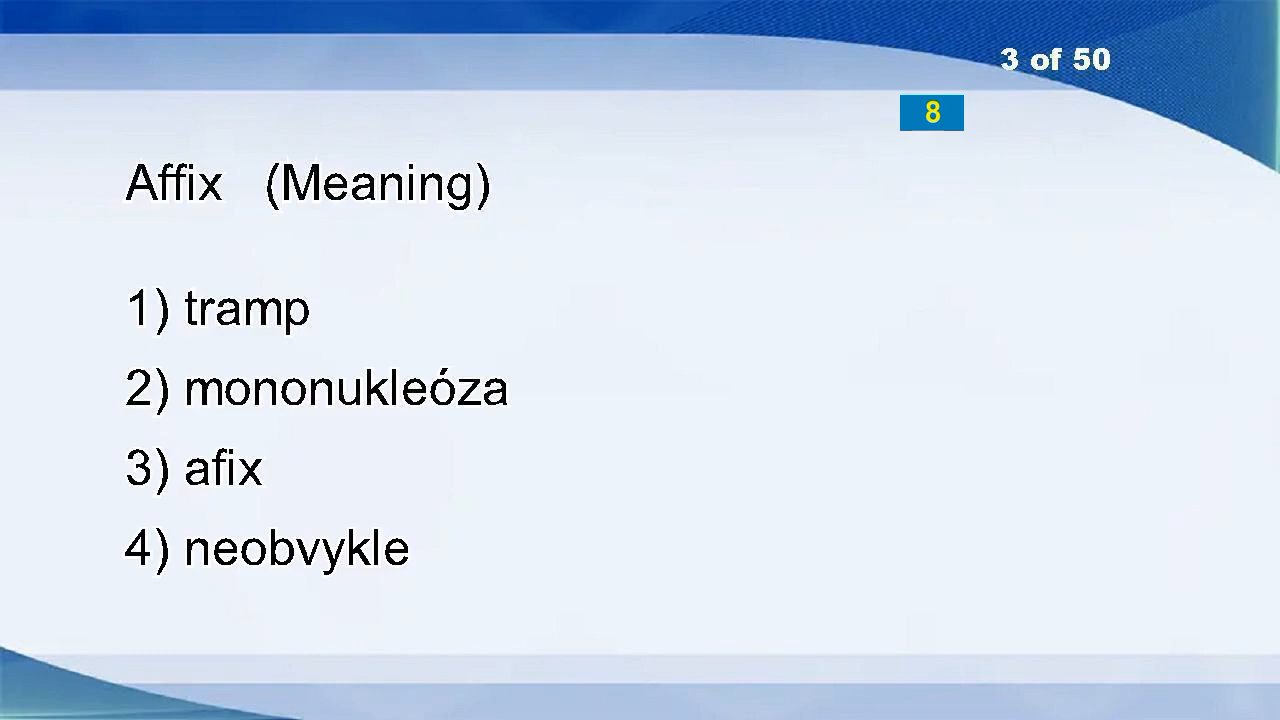 3 of 50
8
Affix (Meaning)
1) tramp
2) mononukleóza
3) afix
4) neobvykle